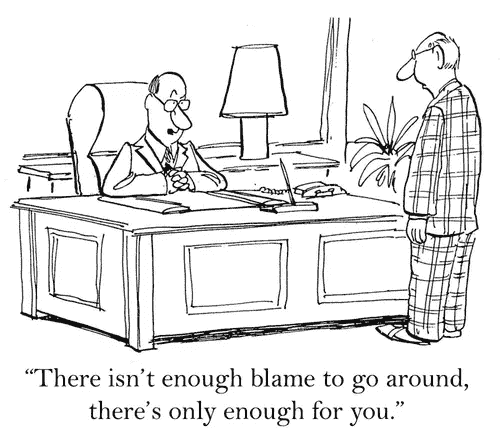 “There isn’t enough blame to go around,
there’s only enough for you.”